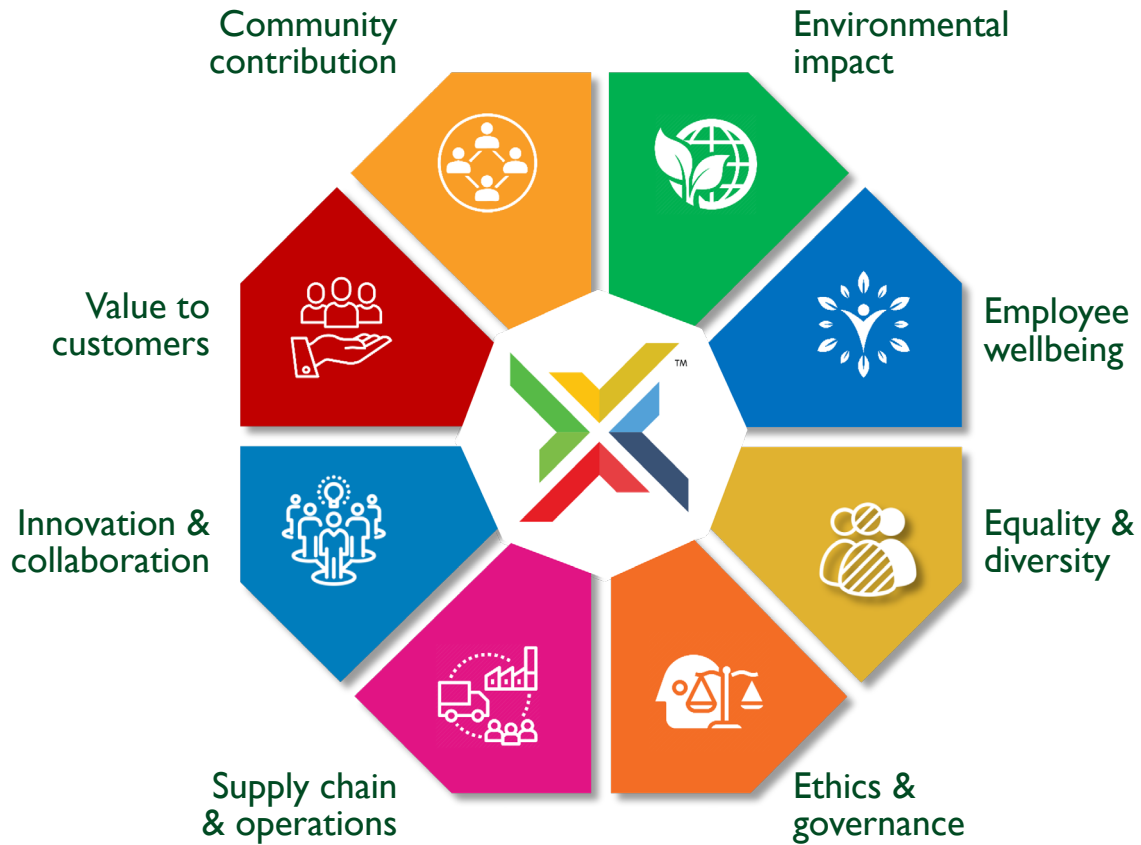 Community
contribution
Environmental
impact
Value to
customers
Employee
wellbeing
TM
Innovation &
collaboration
Equality &
diversity
Supply chain
& operations
Ethics &
governance